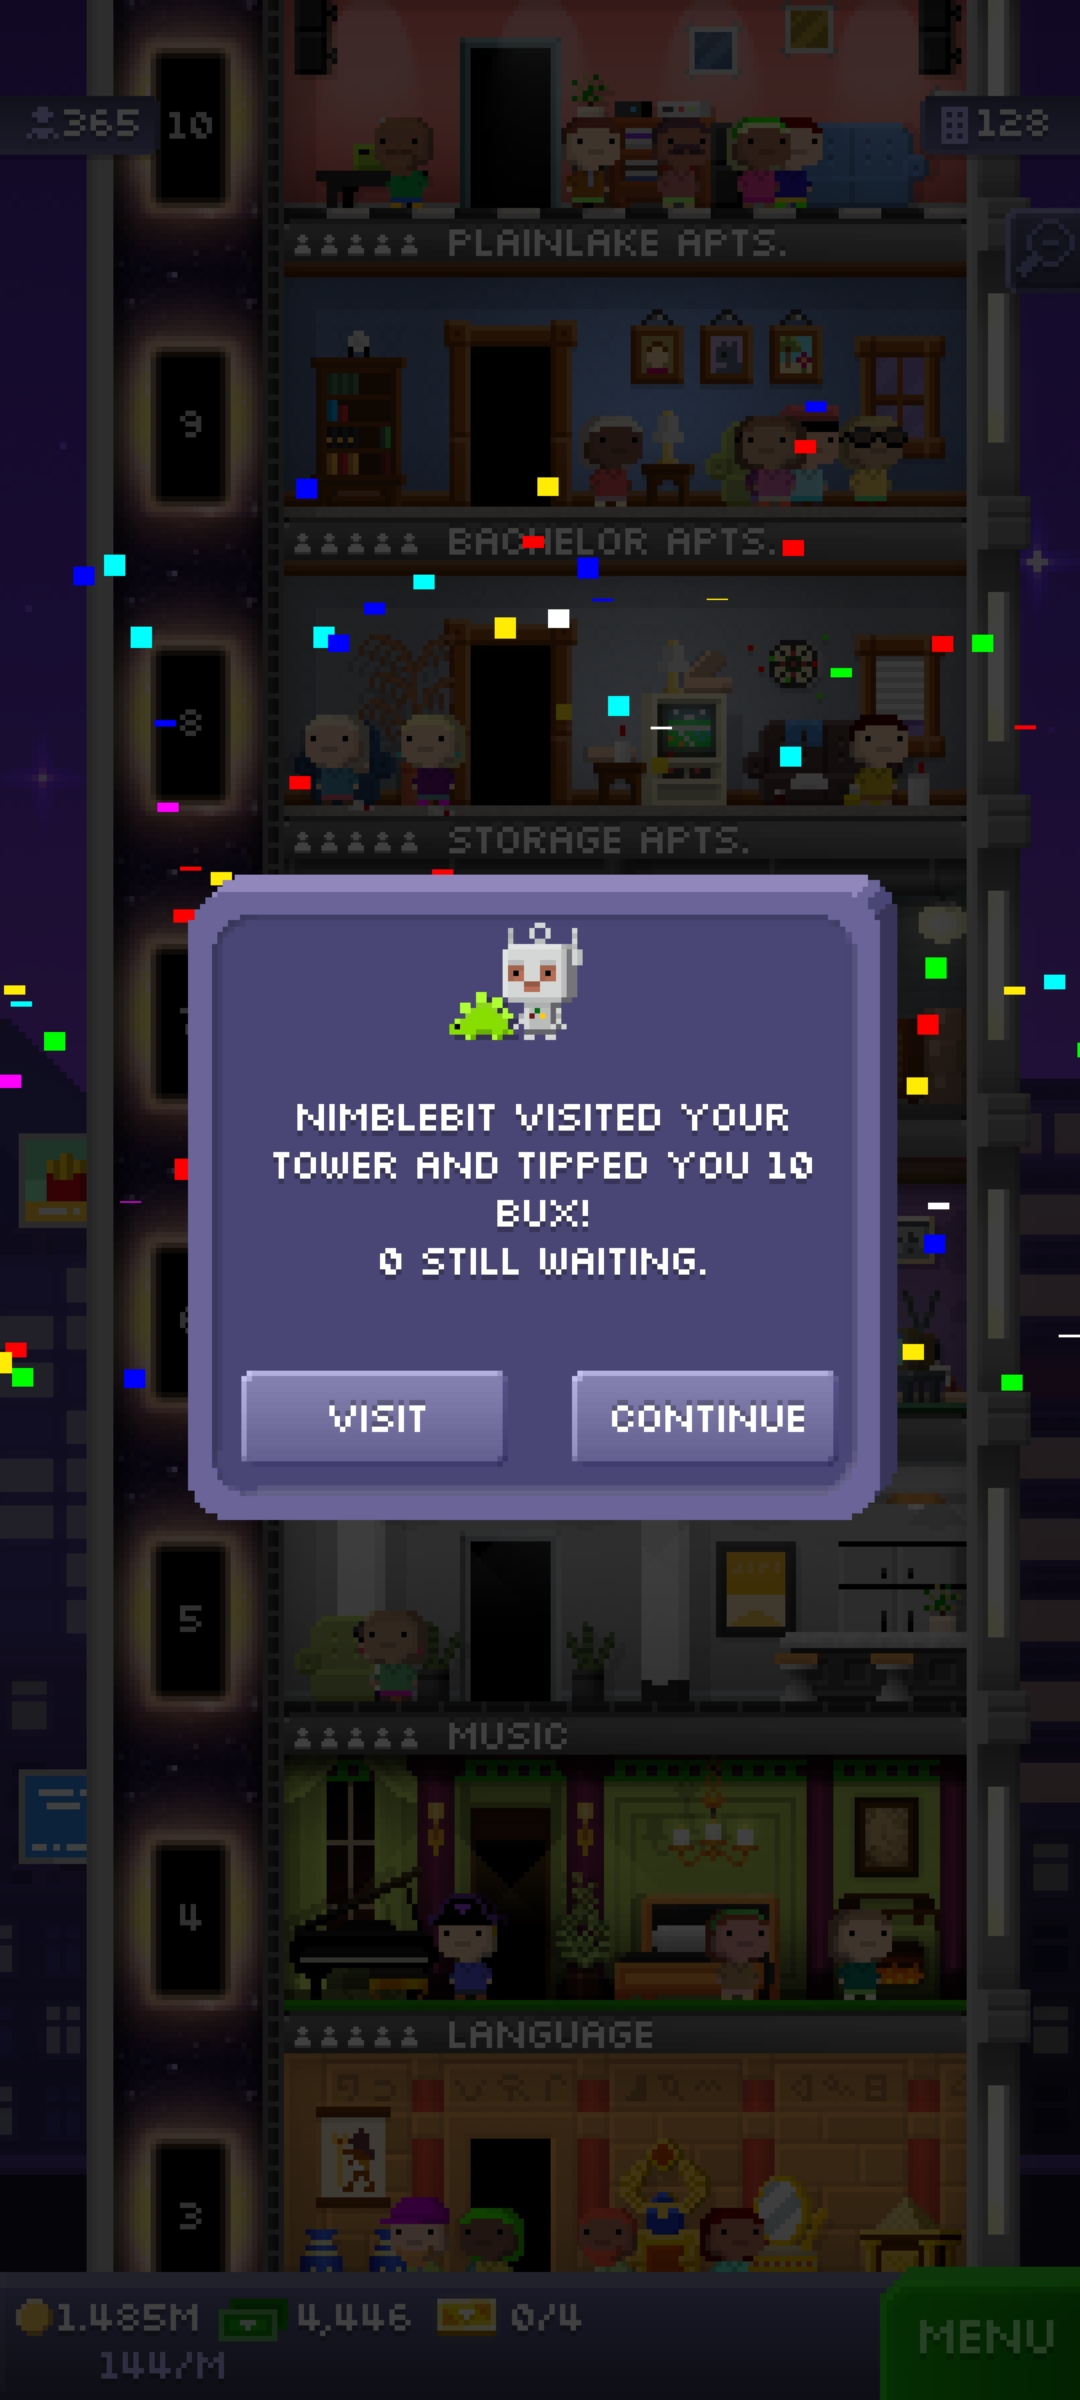 365
10
128
PLAINLAKE APTS.
9
BACHELOR APTS.
8
STORAGE APTS.
NIMBLEBIT VISITED YOUR
TOWER AND TIPPED YOU 10
BUX!
0 STILL WAITING.
VISIT
CONTINUE
5
MUSIC
4
LANGUAGE
3
1.485M
4,446
0/4
MENU
144/M